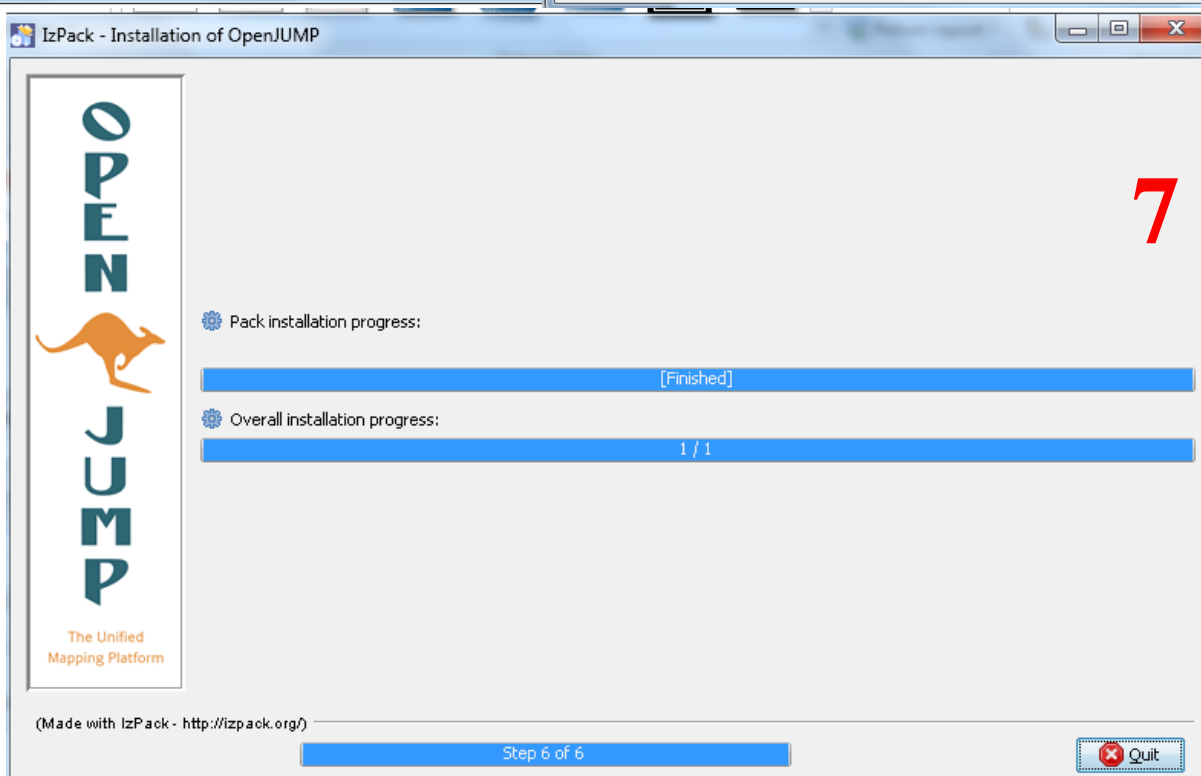 IzPack - Installation of OpenJUMP
OPEN
JUMP
The Unified
Mapping Platform
7
Pack installation progress:
[Finished]
Overall installation progress:
1 / 1
(Made with IzPack - http://izpack.org/)
Step 6 of 6
Quit